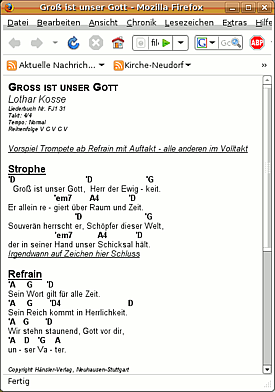 Groß ist unser Gott - Mozilla Firefox
Datei Bearbeiten Ansicht Chronik Lesezeichen Extras Hilfe
file
G
ABP
Aktuelle Nachrich... Kirche-Neudorf
GROSS IST UNSER GOTT
Lothar Kosse
Liederbuch Nr. FJ1 31
Takt: 4/4
Tempo: Normal
Reihenfolge V C G V C V
Vorspiel Trompete ab Refrain mit Auftakt - alle anderen im Volltakt
Strophe
'D 'D 'G
Groß ist unser Gott, Herr der Ewig - keit.
'em7 A4 'D
Er allein re - giert über Raum und Zeit.
'D 'G
Souverän herrscht er, Schöpfer dieser Welt,
'em7 A4 'D
der in seiner Hand unser Schicksal hält.
Irgendwann auf Zeichen hier Schluss
Refrain
'A G 'D
Sein Wort gilt für alle Zeit.
'A G 'D4 D
Sein Reich kommt in Herrlichkeit.
'A G 'D
Wir stehn staunend, Gott vor dir,
'A D 'G A
un - ser Va - ter.
Copyright Hänssler-Verlag, Neuhausen-Stuttgart
Fertig